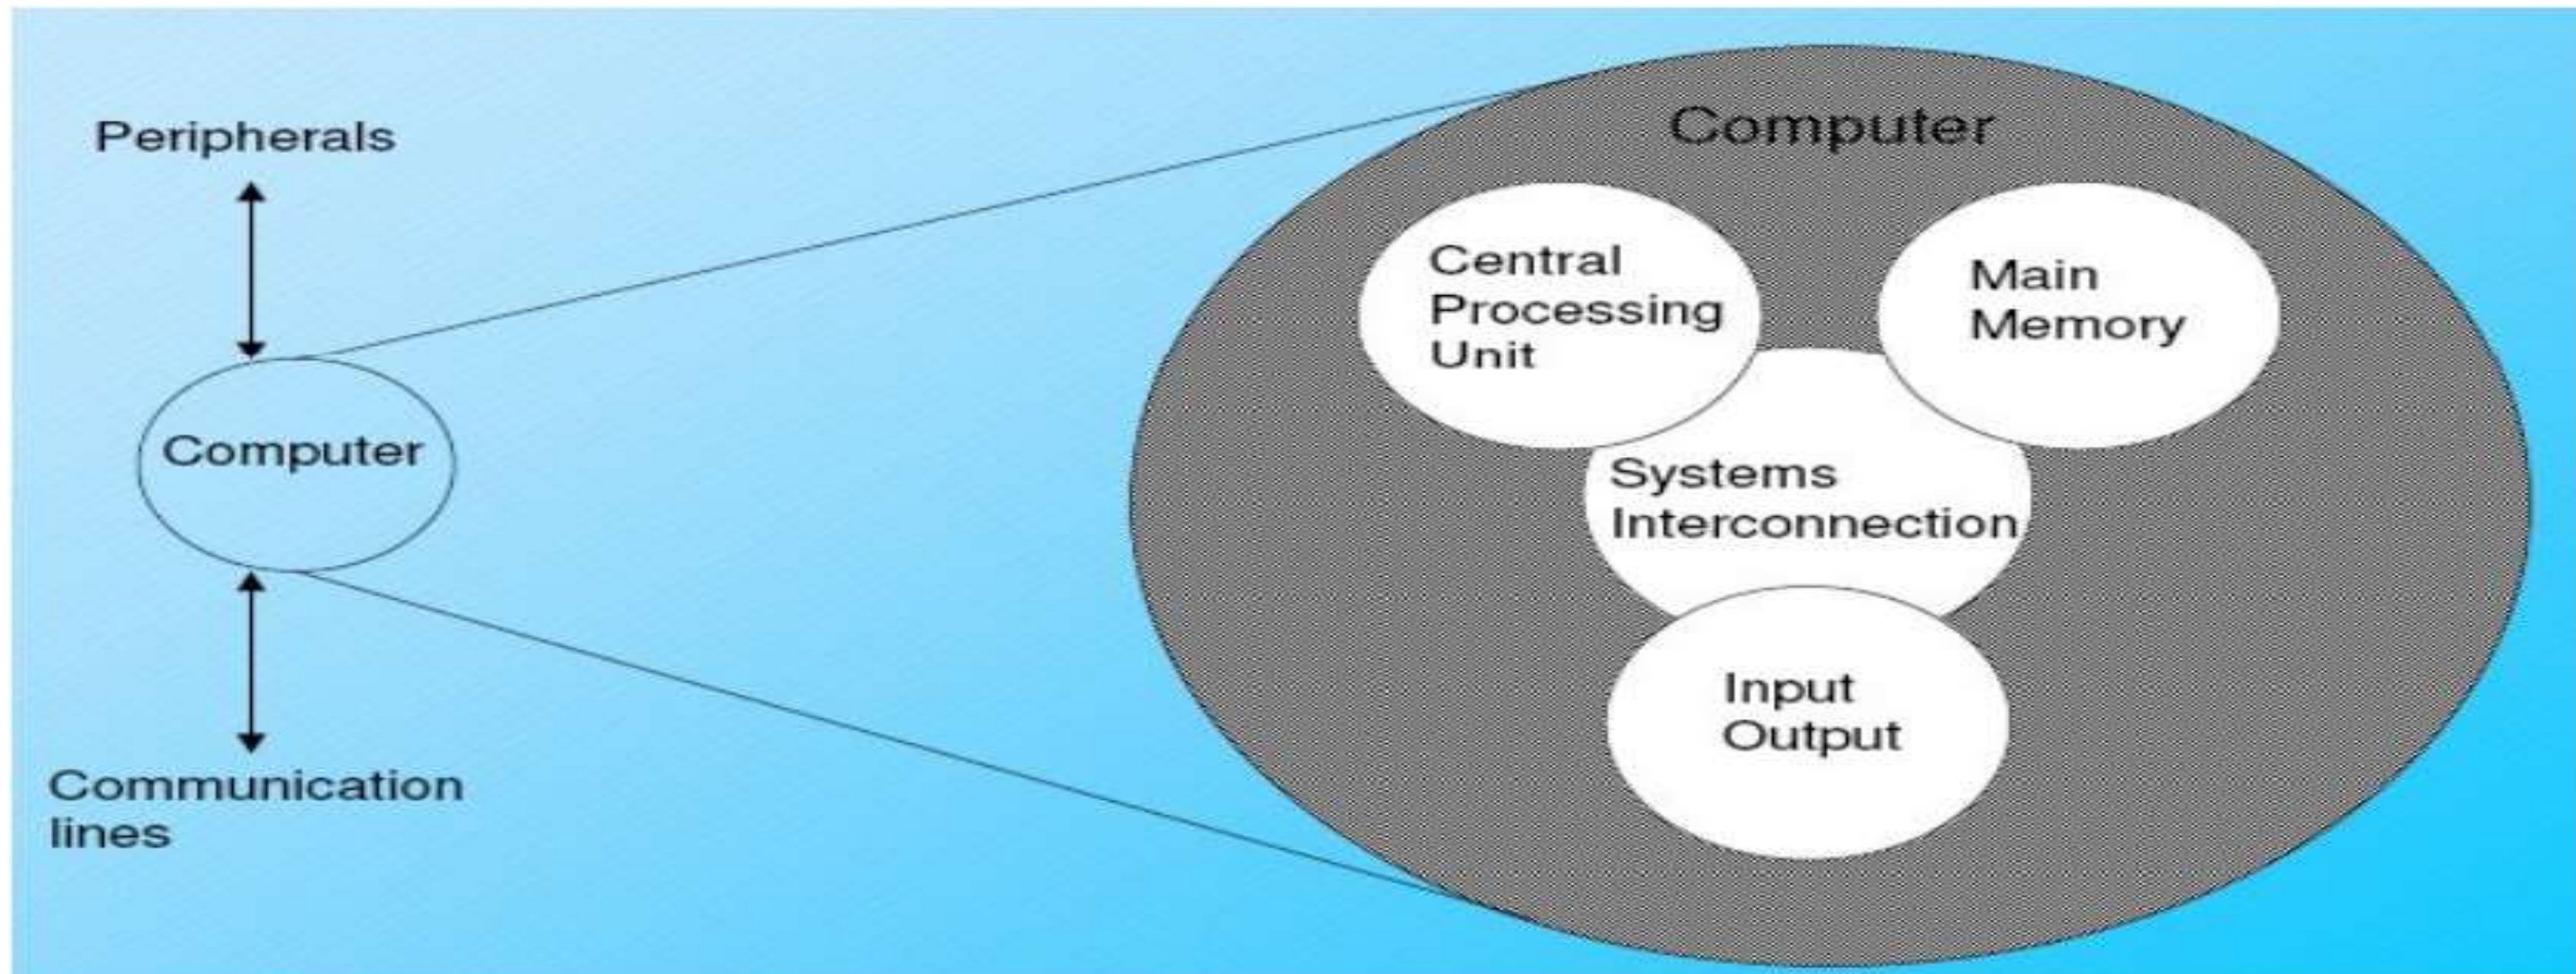 Peripherals
Computer
Communication
lines
Computer
Central
Processing
Unit
Main
Memory
Systems
Interconnection
Input
Output